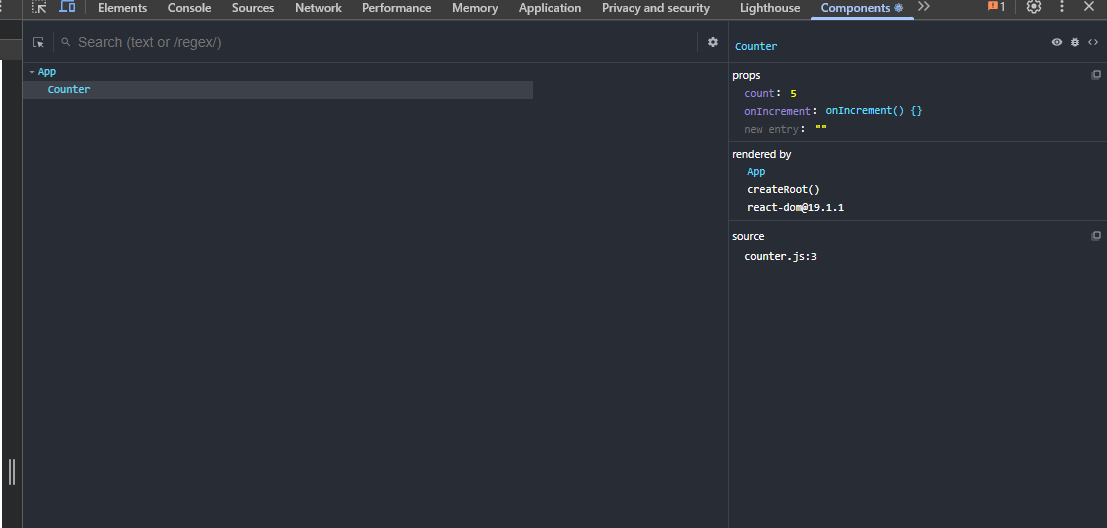 Elements Console Sources Network Performance Memory Application Privacy and security Lighthouse Components 1
Search (text or /regex/)
App
Counter
Counter
props
count: 5
onIncrement: onIncrement() {}
new entry: ""
rendered by
App
createRoot()
react-dom@19.1.1
source
counter.js:3